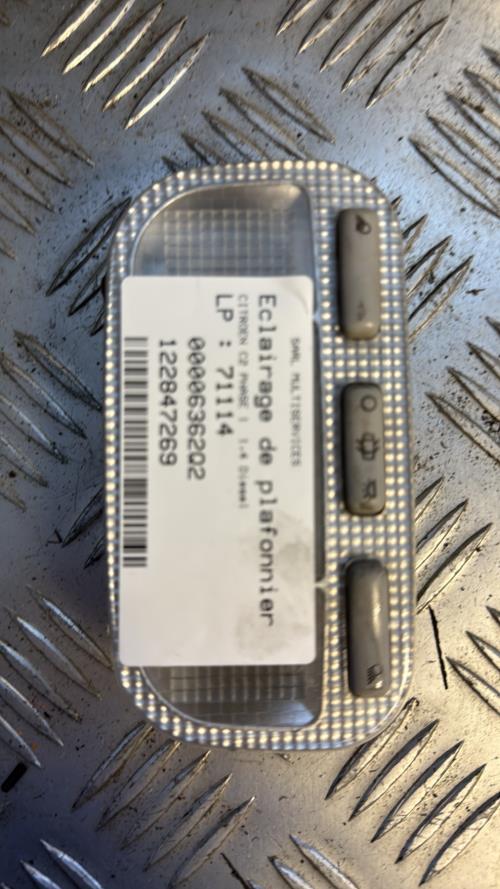 SARL MULTISERVICES
Eclairage de plafonnier
CITROEN C2 PHASE 1 1.4 Diesel
LP : 71114
0000636202
122847269